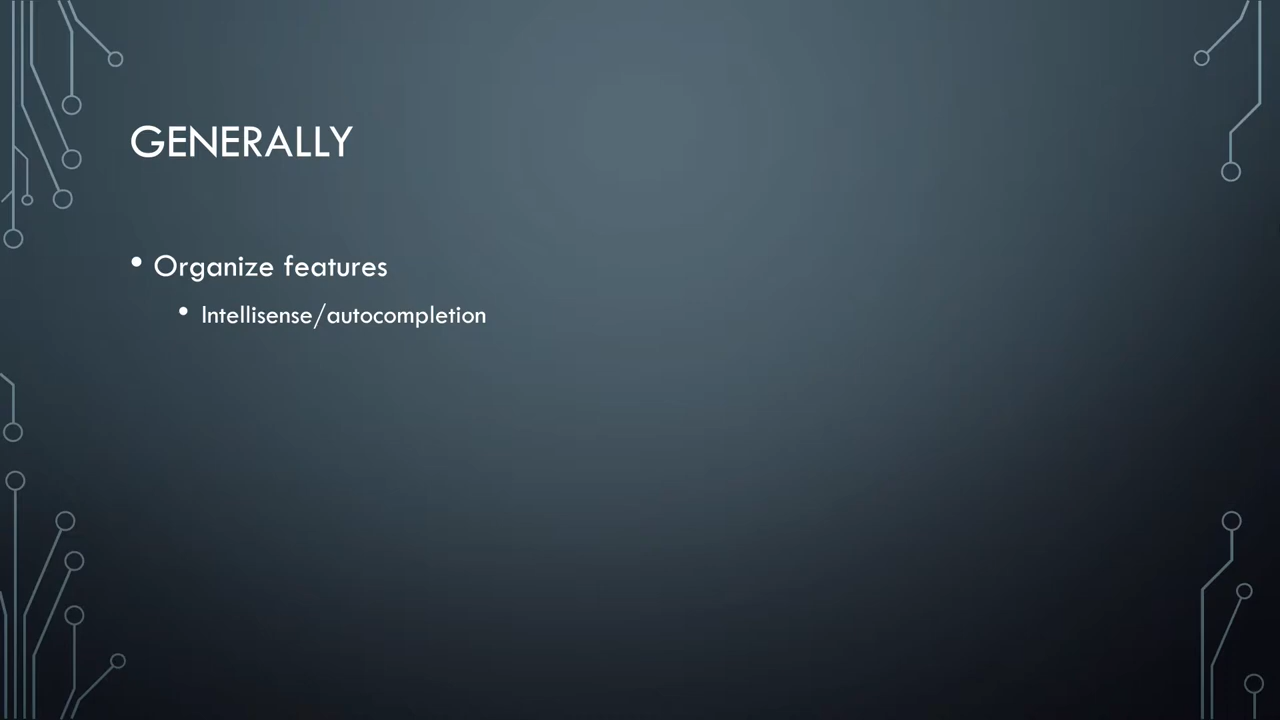 GENERALLY
• Organize features
• Intellisense/autocompletion